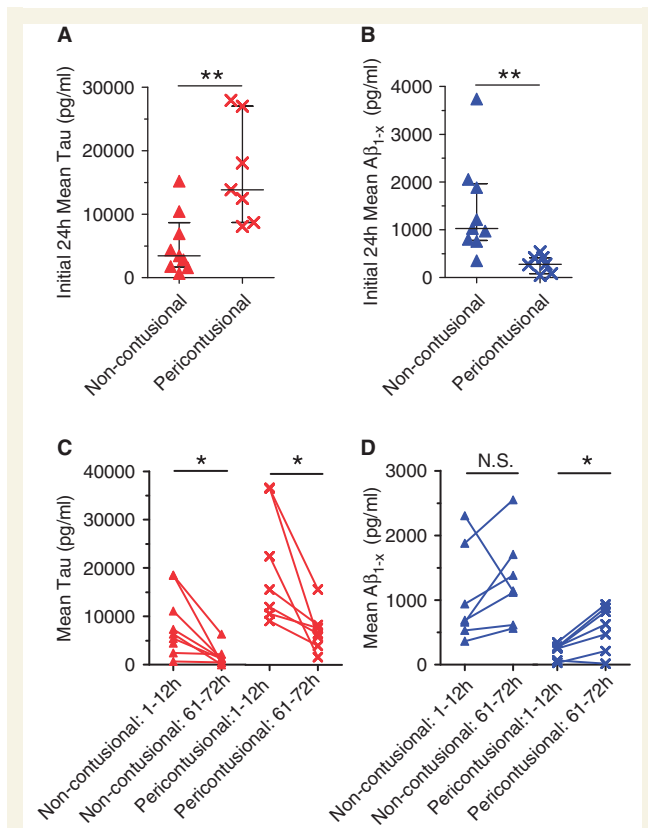 A
Initial 24h Mean Tau (pg/ml)
30000
20000
10000
0
**
Non-contusional
Pericontusional
B
Initial 24h Mean Aβ1-x (pg/ml)
4000
3000
2000
1000
0
**
Non-contusional
Pericontusional
C
Mean Tau (pg/ml)
40000
30000
20000
10000
0
*
*
Non-contusional: 1-12h
Non-contusional: 61-72h
Pericontusional: 1-12h
Pericontusional: 61-72h
D
Mean Aβ1-x (pg/ml)
3000
2000
1000
0
N.S.
*
Non-contusional: 1-12h
Non-contusional: 61-72h
Pericontusional: 1-12h
Pericontusional: 61-72h